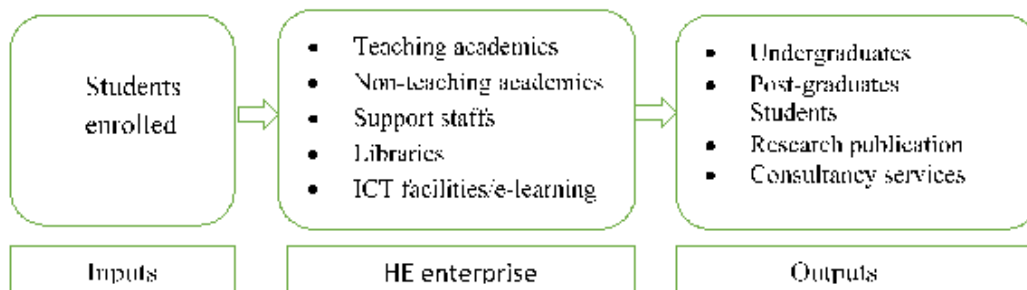 Students
enrolled
• Teaching academics
• Non-teaching academics
• Support staffs
• Libraries
• ICT facilities/e-learning
• Undergraduates
• Post-graduates
Students
• Research publication
• Consultancy services
Inputs
HE enterprise
Outputs